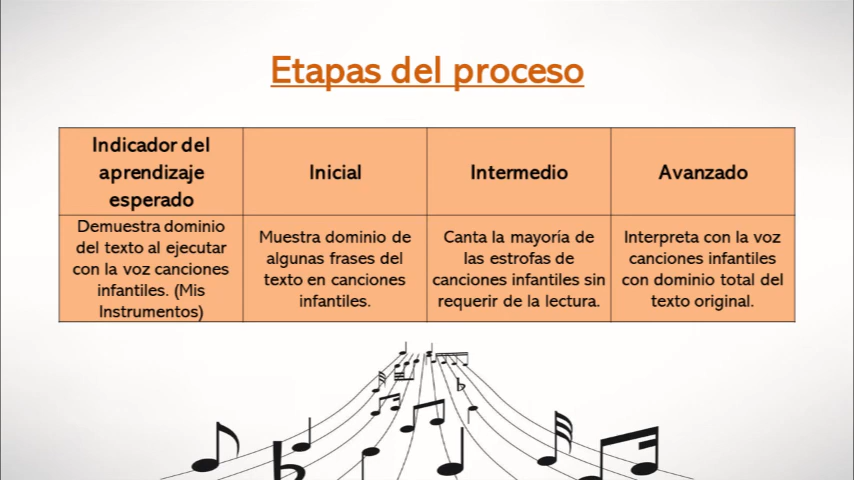 Etapas del proceso
Indicador del
aprendizaje
esperado
Inicial
Intermedio
Avanzado
Demuestra dominio
del texto al ejecutar
con la voz canciones
infantiles. (Mis
Instrumentos)
Muestra dominio de
algunas frases del
texto en canciones
infantiles.
Canta la mayoría de
las estrofas de
canciones infantiles sin
requerir de la lectura.
Interpreta con la voz
canciones infantiles
con dominio total del
texto original.